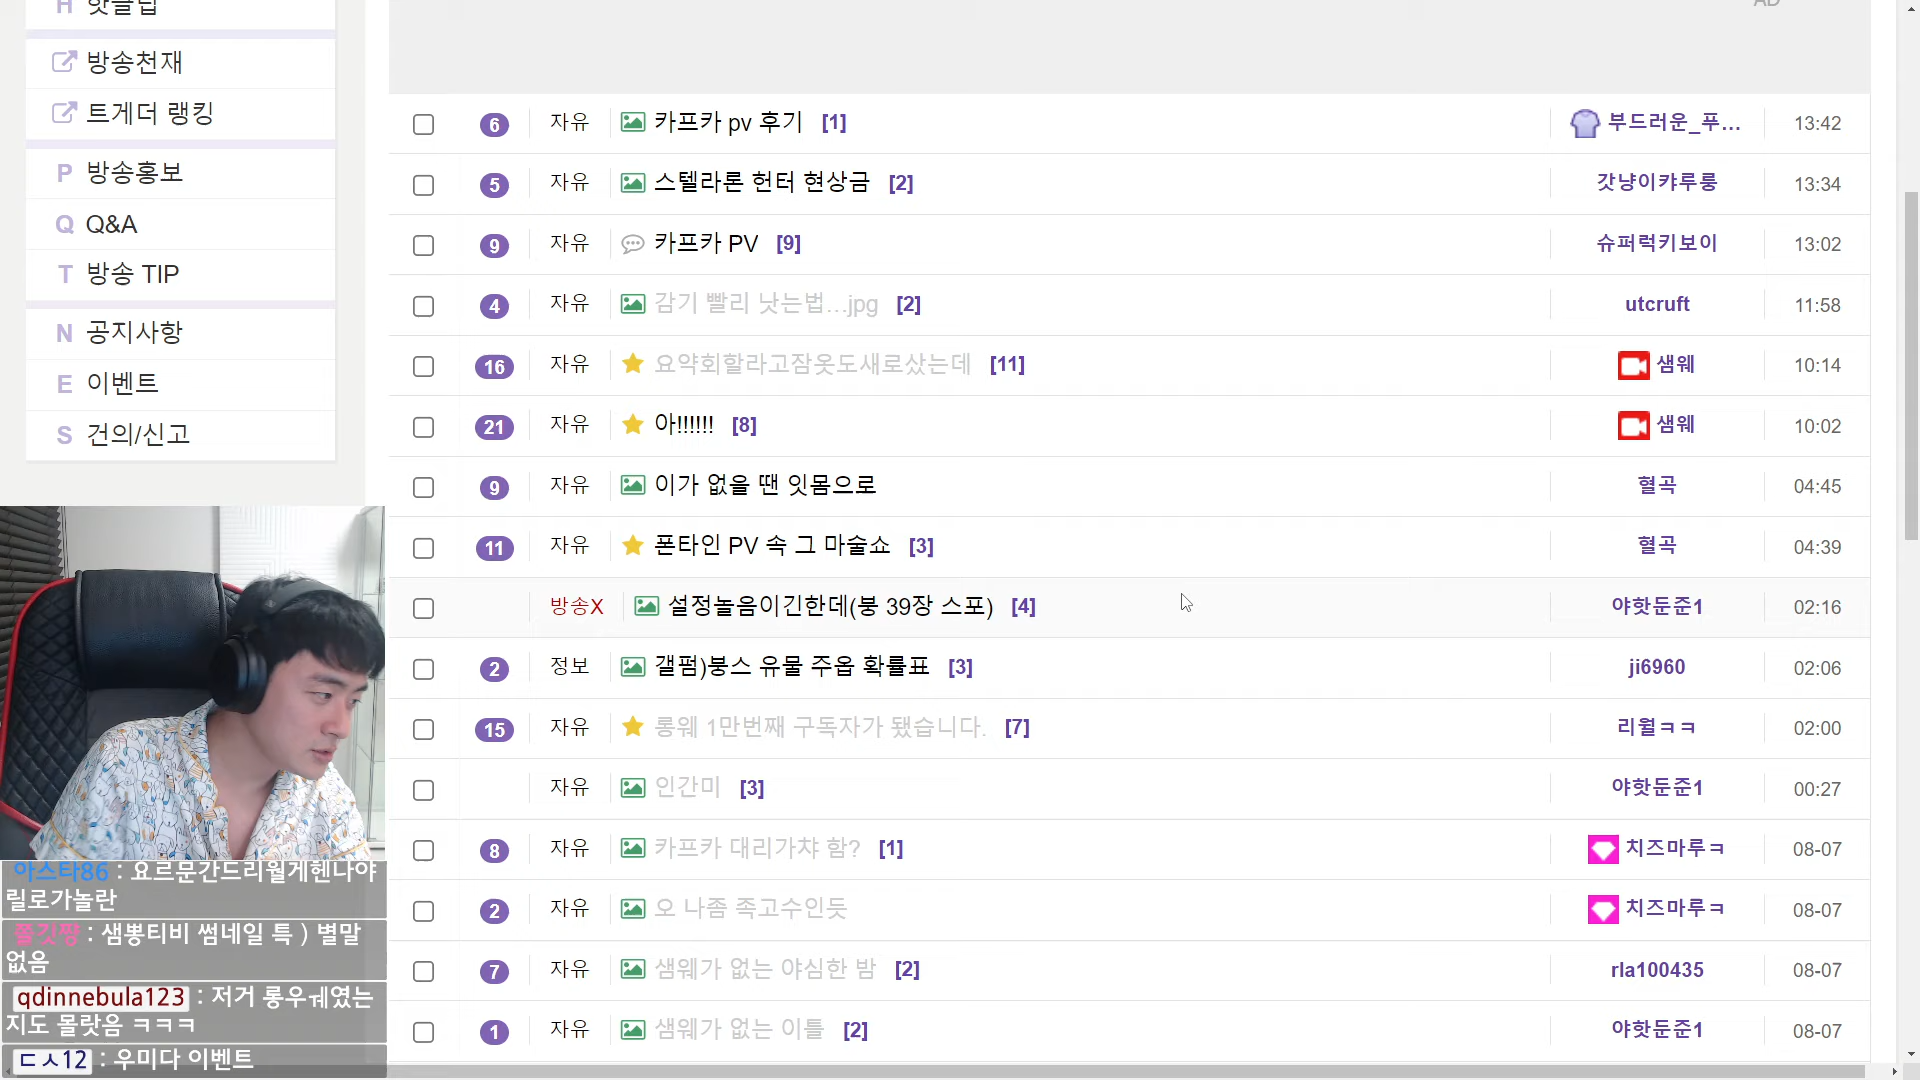 AD
H 핫클립
방송천재
트게더 랭킹
P 방송홍보
Q Q&A
T 방송 TIP
N 공지사항
E 이벤트
S 건의/신고
6 자유 카프카 pv 후기 [1] 부드러운_푸... 13:42
5 자유 스텔라론 헌터 현상금 [2] 갓냥이캬루룽 13:34
9 자유 카프카 PV [9] 슈퍼럭키보이 13:02
4 자유 감기 빨리 낫는법...jpg [2] utcruft 11:58
16 자유 요약회할라고잠옷도새로샀는데 [11] 샘웨 10:14
21 자유 아!!!!!! [8] 샘웨 10:02
9 자유 이가 없을 땐 잇몸으로 혈곡 04:45
11 자유 폰타인 PV 속 그 마술쇼 [3] 혈곡 04:39
방송X 설정놀음이긴한데(붕 39장 스포) [4] 야핫둔준1 02:16
2 정보 갤펌)붕스 유물 주옵 확률표 [3] ji6960 02:06
15 자유 롱웨 1만번째 구독자가 됐습니다. [7] 리월ㅋㅋ 02:00
자유 인간미 [3] 야핫둔준1 00:27
8 자유 카프카 대리가챠 함? [1] 치즈마루ㅋ 08-07
2 자유 오 나좀 족고수인듯 치즈마루ㅋ 08-07
7 자유 샘웨가 없는 야심한 밤 [2] rla100435 08-07
1 자유 샘웨가 없는 이틀 [2] 야핫둔준1 08-07
아스타86 : 요르문간드리월게헨나야
릴로가놀란
쫄깃짱 : 샘뽕티비 썸네일 특 ) 별말
없음
qdinnebula123 : 저거 롱우궤였는
지도 몰랏음 ㅋㅋㅋ
ㄷㅅ12 : 우미다 이벤트